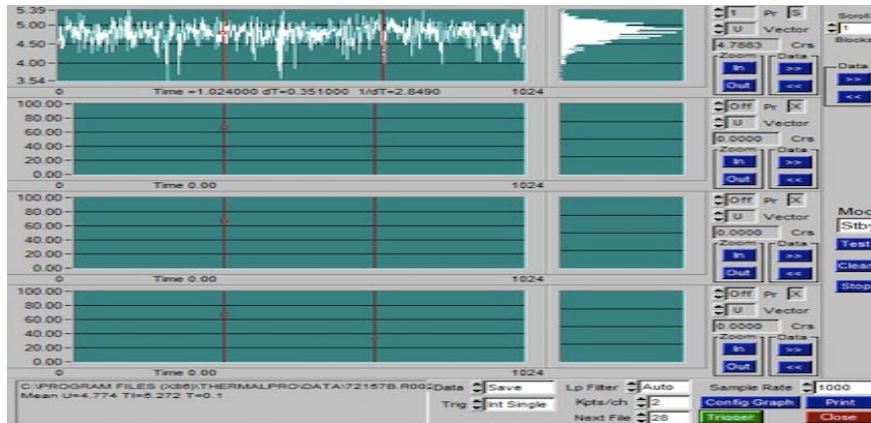 5.39
1 Pr S
Scroll
5.00
U Vector
1
4.50
4.7883 Crs
Blocks
4.00
Zoom Data
3.54
In >>
Data
0 Time =1.024000 dT=0.351000 1/dT=2.8490 1024
Out <<
>>
<<
100.00
Off Pr X
80.00
U Vector
60.00
0.0000 Crs
40.00
Zoom Data
20.00
In >>
0.00
Out <<
0 Time 0.00 1024
100.00
Off Pr X
80.00
U Vector
Mod
60.00
0.0000 Crs
Stby
40.00
Zoom Data
20.00
In >>
Test
0.00
Out <<
Clear
0 Time 0.00 1024
Stop
100.00
Off Pr X
80.00
U Vector
60.00
0.0000 Crs
40.00
Zoom Data
20.00
In >>
0.00
Out <<
0 Time 0.00 1024
C:\PROGRAM FILES (X86)\THERMALPRO\DATA\72157B.R002
Mean U=4.774 TI=5.272 T=0.1
Data Save
Lp Filter Auto
Sample Rate 1000
Trig Int Single
Kpts/ch 2
Config Graph
Print
Next File 28
Trigger
Close